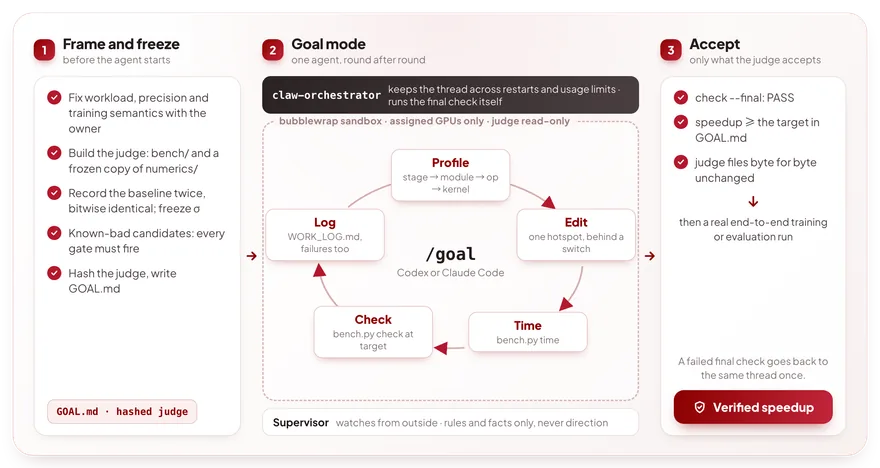 1 Frame and freeze
before the agent starts
Fix workload, precision and
training semantics with the
owner
Build the judge: bench/ and a
frozen copy of numerics/
Record the baseline twice,
bitwise identical; freeze σ
Known-bad candidates: every
gate must fire
Hash the judge, write
GOAL.md
GOAL.md · hashed judge
2 Goal mode
one agent, round after round
claw-orchestrator
keeps the thread across restarts and usage limits ·
runs the final check itself
bubblewrap sandbox · assigned GPUs only · judge read-only
Profile
stage → module → op
→ kernel
Edit
one hotspot, behind a
switch
Time
bench.py time
Check
bench.py check at
target
Log
WORK_LOG.md,
failures too
/goal
Codex or Claude Code
Supervisor watches from outside · rules and facts only, never direction
3 Accept
only what the judge accepts
check --final: PASS
speedup ⩾ the target in
GOAL.md
judge files byte for byte
unchanged
then a real end-to-end training
or evaluation run
A failed final check goes back to
the same thread once.
Verified speedup